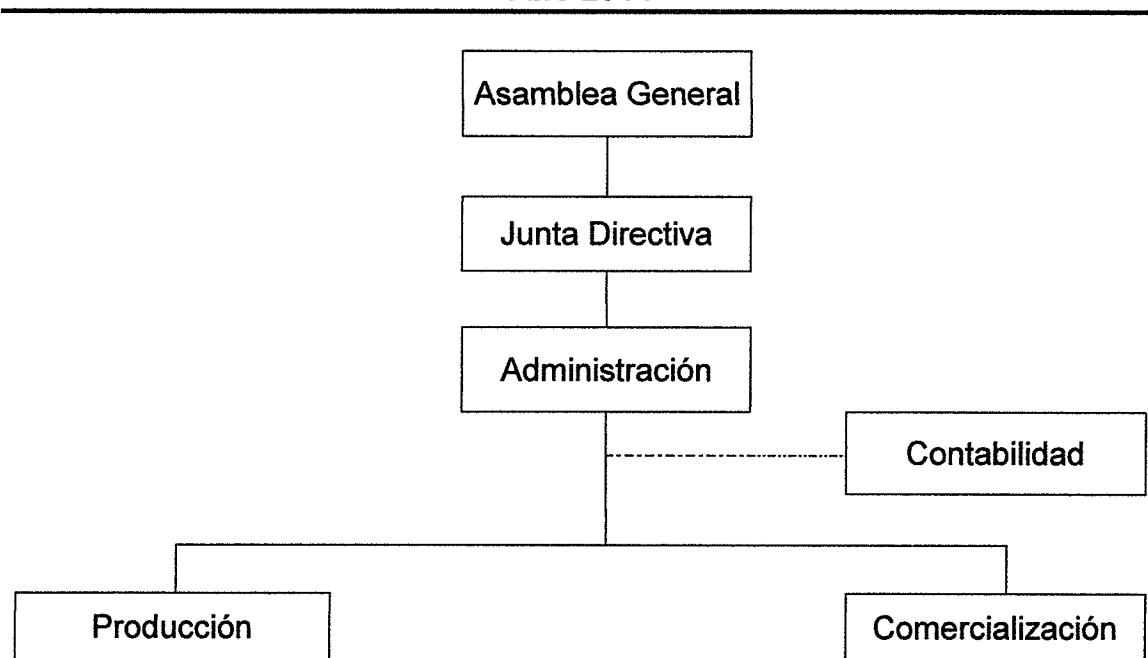 Asamblea General
Junta Directiva
Administración
Contabilidad
Producción
Comercialización